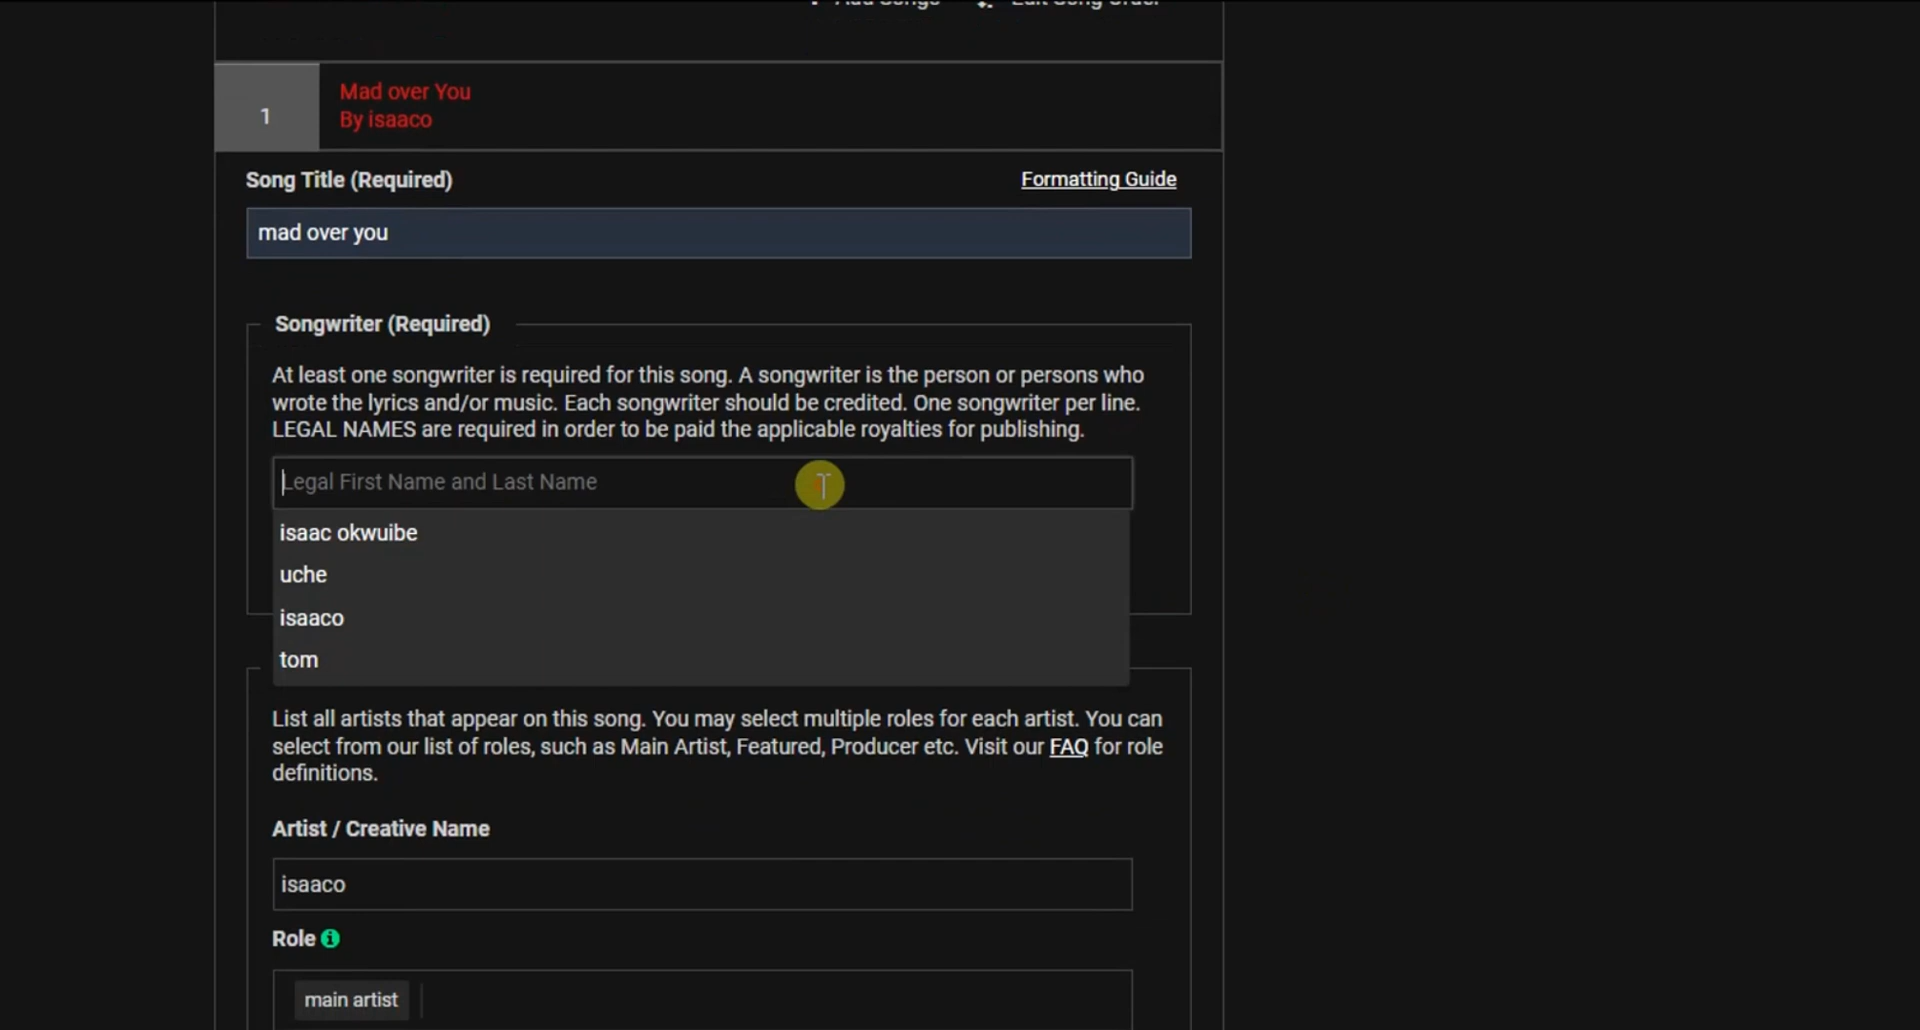 Add Songs Edit Song Order
1
Mad over You
By isaaco
Song Title (Required)
Formatting Guide
mad over you
Songwriter (Required)
At least one songwriter is required for this song. A songwriter is the person or persons who
wrote the lyrics and/or music. Each songwriter should be credited. One songwriter per line.
LEGAL NAMES are required in order to be paid the applicable royalties for publishing.
Legal First Name and Last Name
isaac okwuibe
uche
isaaco
tom
List all artists that appear on this song. You may select multiple roles for each artist. You can
select from our list of roles, such as Main Artist, Featured, Producer etc. Visit our FAQ for role
definitions.
Artist / Creative Name
isaaco
Role
main artist